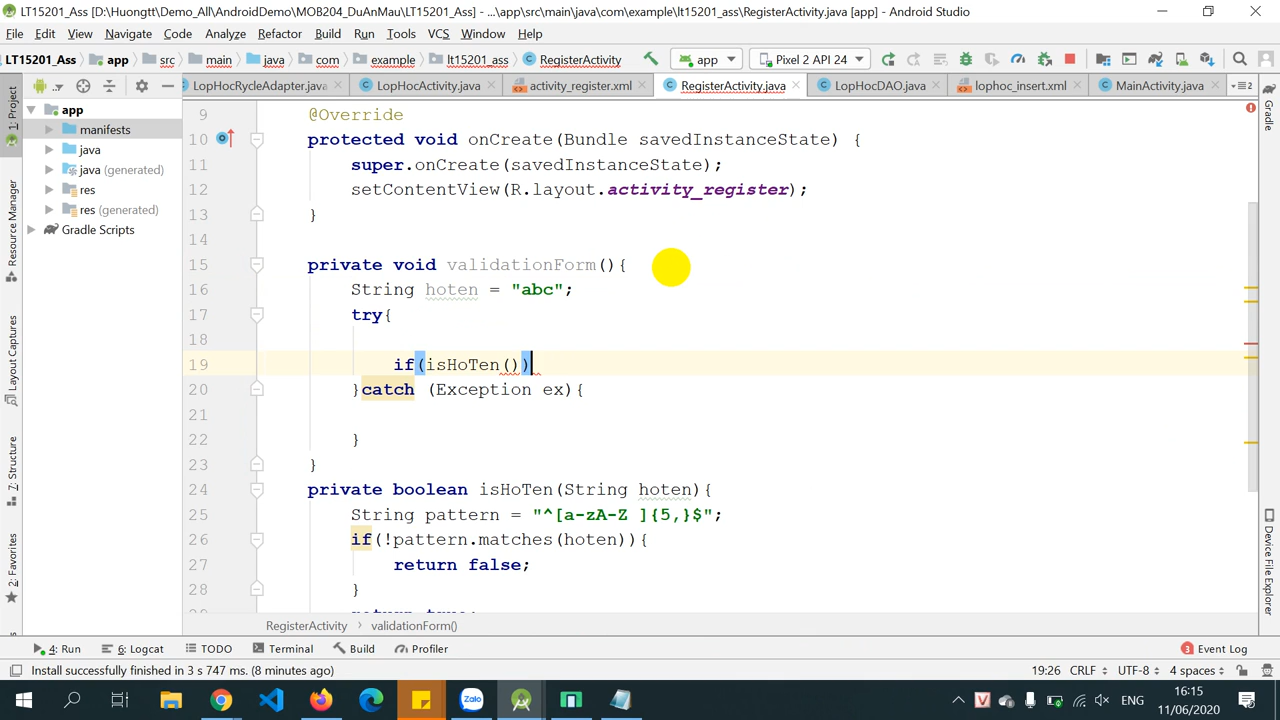 LT15201_Ass [D:\Huongtt\Demo_All\AndroidDemo\MOB204_DuAnMau\LT15201_Ass] - ...\app\src\main\java\com\example\lt15201_ass\RegisterActivity.java [app] - Android Studio
File Edit View Navigate Code Analyze Refactor Build Run Tools VCS Window Help
LT15201_Ass app src main java com example lt15201_ass RegisterActivity app Pixel 2 API 24
1: Project LopHocRycleAdapter.java LopHocActivity.java activity_register.xml RegisterActivity.java LopHocDAO.java lophoc_insert.xml MainActivity.java Gradle
app
manifests
java
java (generated)
res
res (generated)
Gradle Scripts
Resource Manager
Layout Captures
7: Structure
2: Favorites
9 @Override
10 protected void onCreate(Bundle savedInstanceState) {
11 super.onCreate(savedInstanceState);
12 setContentView(R.layout.activity_register);
13 }
14
15 private void validationForm(){
16 String hoten = "abc";
17 try{
18
19 if(isHoTen())
20 }catch (Exception ex){
21
22 }
23 }
24 private boolean isHoTen(String hoten){
25 String pattern = "^[a-zA-Z ]{5,}$";
26 if(!pattern.matches(hoten)){
27 return false;
28 }
return true;
Device File Explorer
RegisterActivity validationForm()
4: Run 6: Logcat TODO Terminal Build Profiler 3 Event Log
Install successfully finished in 3 s 747 ms. (8 minutes ago) 19:26 CRLF UTF-8 4 spaces
ENG 16:15
11/06/2020